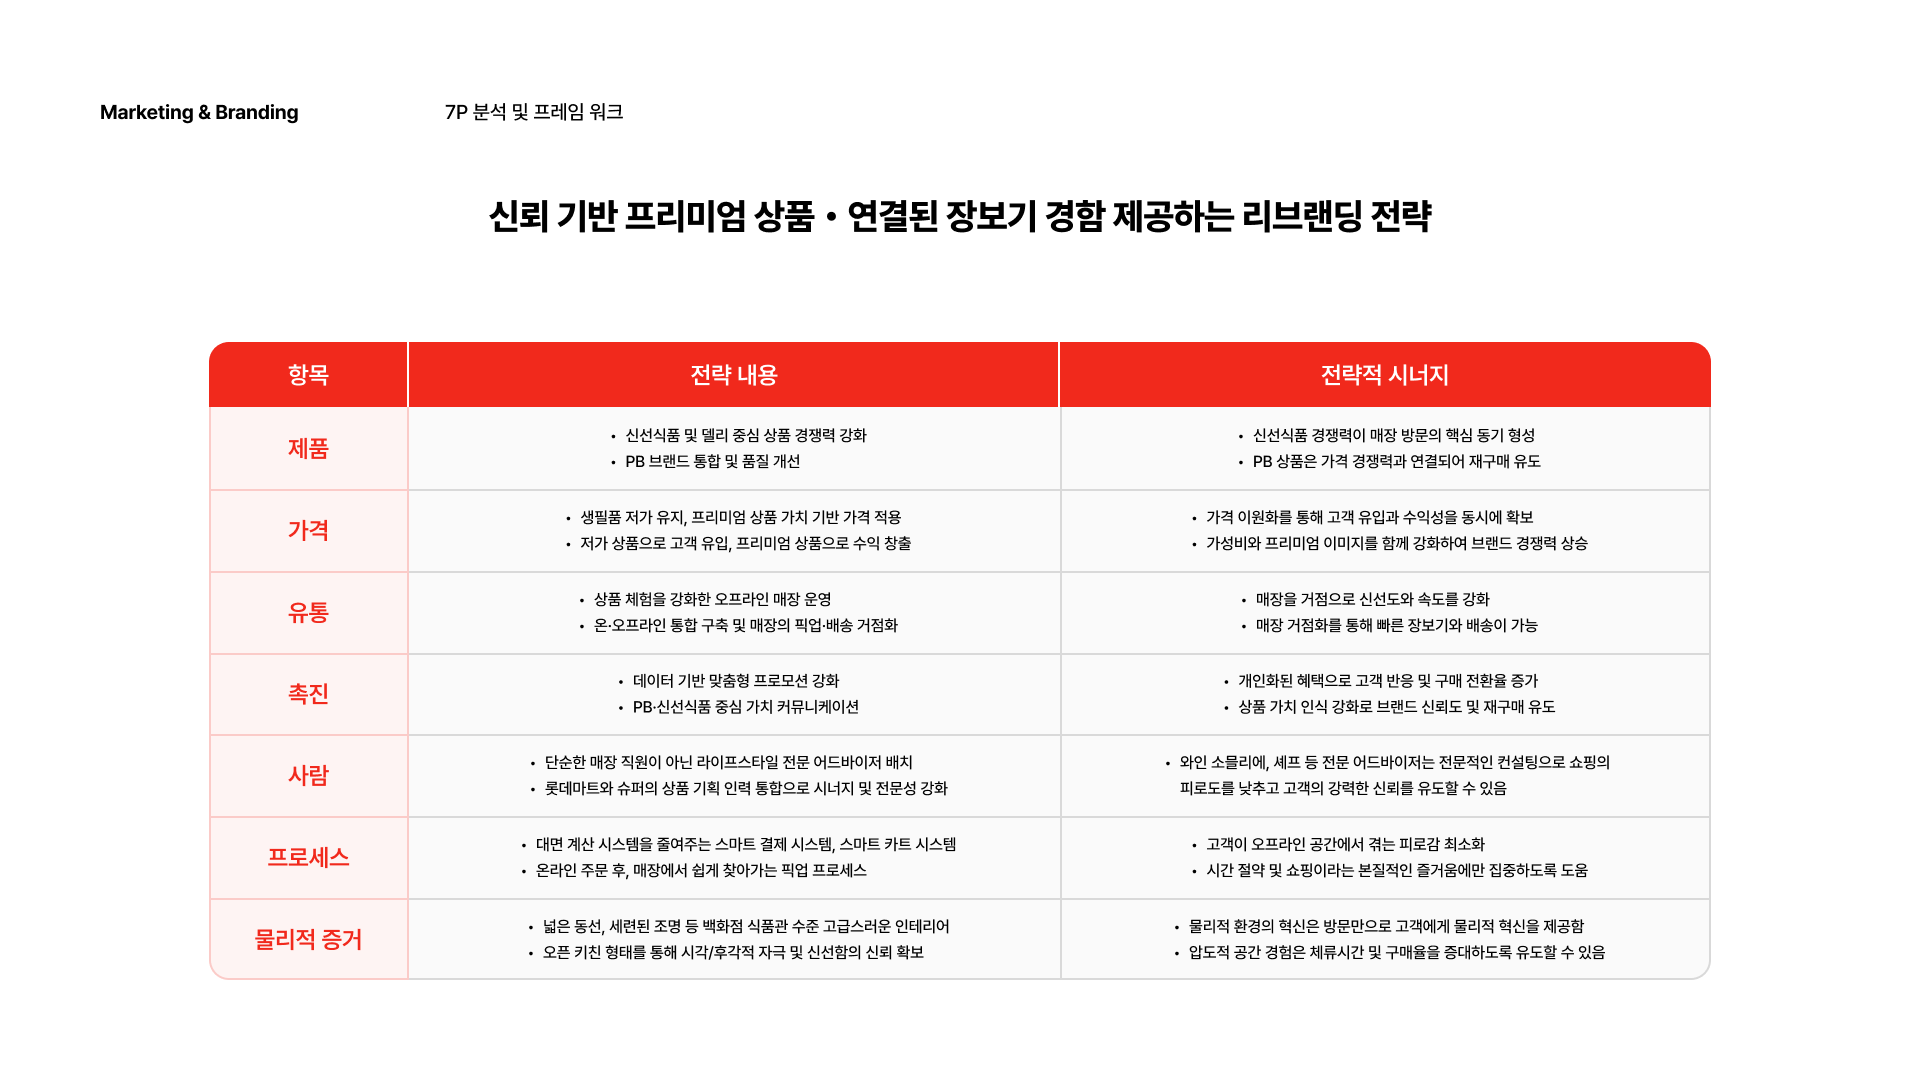 Marketing & Branding
7P 분석 및 프레임 워크
신뢰 기반 프리미엄 상품 • 연결된 장보기 경함 제공하는 리브랜딩 전략
항목
전략 내용
전략적 시너지
제품
• 신선식품 및 델리 중심 상품 경쟁력 강화
• PB 브랜드 통합 및 품질 개선
• 신선식품 경쟁력이 매장 방문의 핵심 동기 형성
• PB 상품은 가격 경쟁력과 연결되어 재구매 유도
가격
• 생필품 저가 유지, 프리미엄 상품 가치 기반 가격 적용
• 저가 상품으로 고객 유입, 프리미엄 상품으로 수익 창출
• 가격 이원화를 통해 고객 유입과 수익성을 동시에 확보
• 가성비와 프리미엄 이미지를 함께 강화하여 브랜드 경쟁력 상승
유통
• 상품 체험을 강화한 오프라인 매장 운영
• 온·오프라인 통합 구축 및 매장의 픽업·배송 거점화
• 매장을 거점으로 신선도와 속도를 강화
• 매장 거점화를 통해 빠른 장보기와 배송이 가능
촉진
• 데이터 기반 맞춤형 프로모션 강화
• PB·신선식품 중심 가치 커뮤니케이션
• 개인화된 혜택으로 고객 반응 및 구매 전환율 증가
• 상품 가치 인식 강화로 브랜드 신뢰도 및 재구매 유도
사람
• 단순한 매장 직원이 아닌 라이프스타일 전문 어드바이저 배치
• 롯데마트와 슈퍼의 상품 기획 인력 통합으로 시너지 및 전문성 강화
• 와인 소믈리에, 셰프 등 전문 어드바이저는 전문적인 컨설팅으로 쇼핑의
피로도를 낮추고 고객의 강력한 신뢰를 유도할 수 있음
프로세스
• 대면 계산 시스템을 줄여주는 스마트 결제 시스템, 스마트 카트 시스템
• 온라인 주문 후, 매장에서 쉽게 찾아가는 픽업 프로세스
• 고객이 오프라인 공간에서 겪는 피로감 최소화
• 시간 절약 및 쇼핑이라는 본질적인 즐거움에만 집중하도록 도움
물리적 증거
• 넓은 동선, 세련된 조명 등 백화점 식품관 수준 고급스러운 인테리어
• 오픈 키친 형태를 통해 시각/후각적 자극 및 신선함의 신뢰 확보
• 물리적 환경의 혁신은 방문만으로 고객에게 물리적 혁신을 제공함
• 압도적 공간 경험은 체류시간 및 구매율을 증대하도록 유도할 수 있음